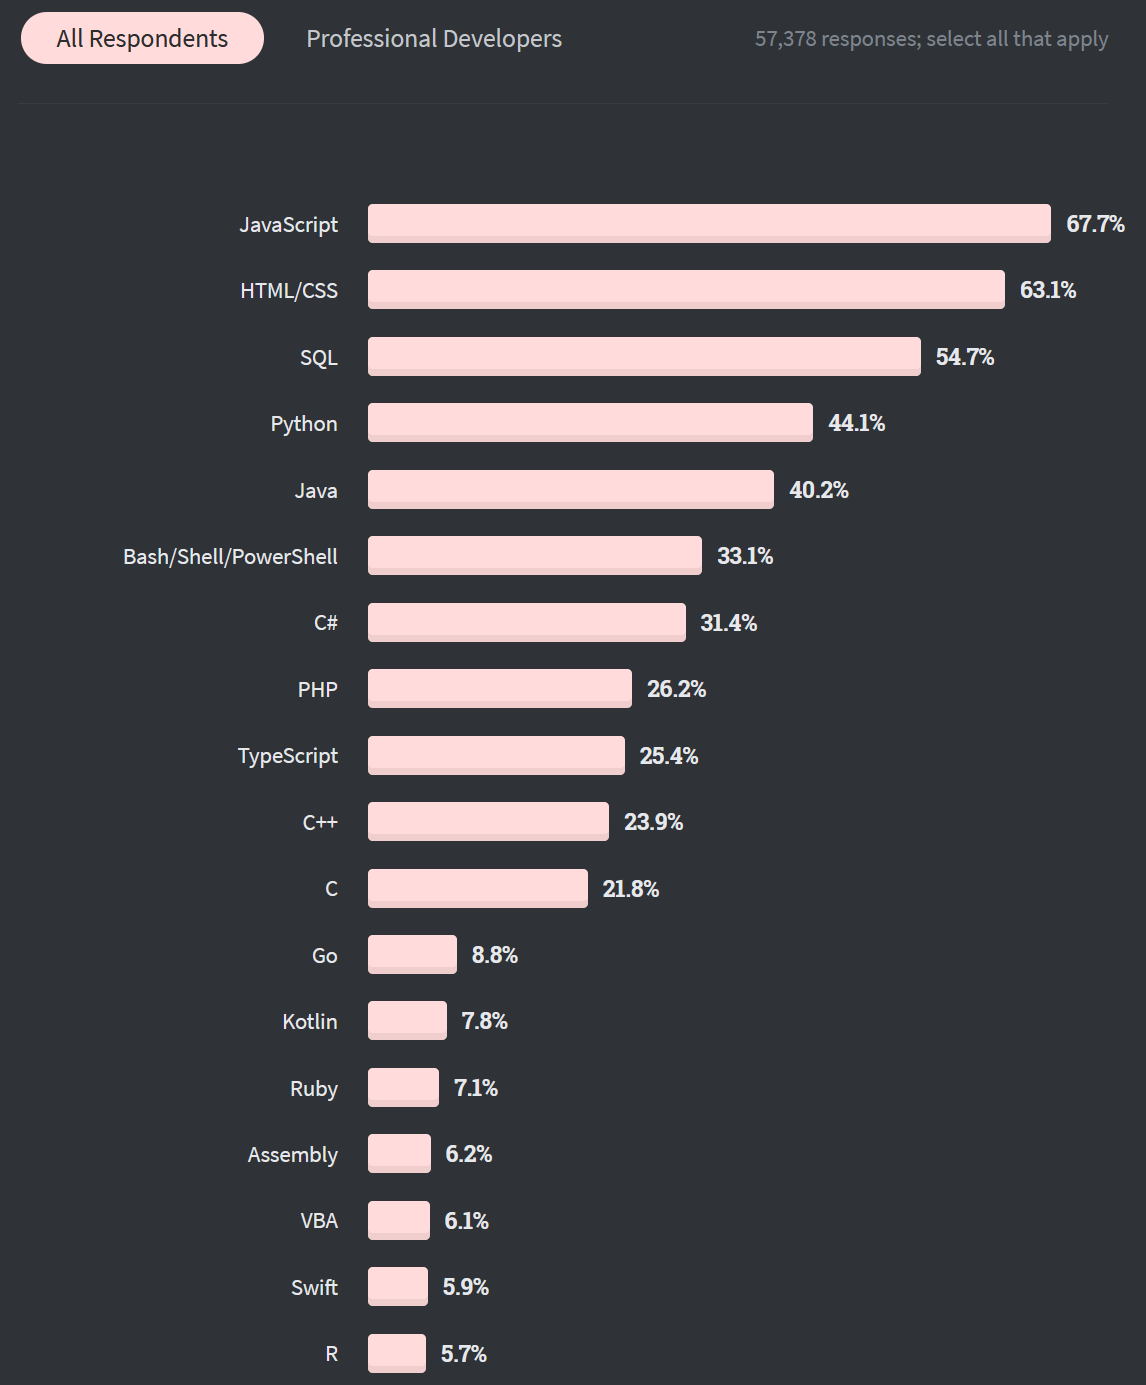 All Respondents Professional Developers 57,378 responses; select all that apply
JavaScript 67.7%
HTML/CSS 63.1%
SQL 54.7%
Python 44.1%
Java 40.2%
Bash/Shell/PowerShell 33.1%
C# 31.4%
PHP 26.2%
TypeScript 25.4%
C++ 23.9%
C 21.8%
Go 8.8%
Kotlin 7.8%
Ruby 7.1%
Assembly 6.2%
VBA 6.1%
Swift 5.9%
R 5.7%